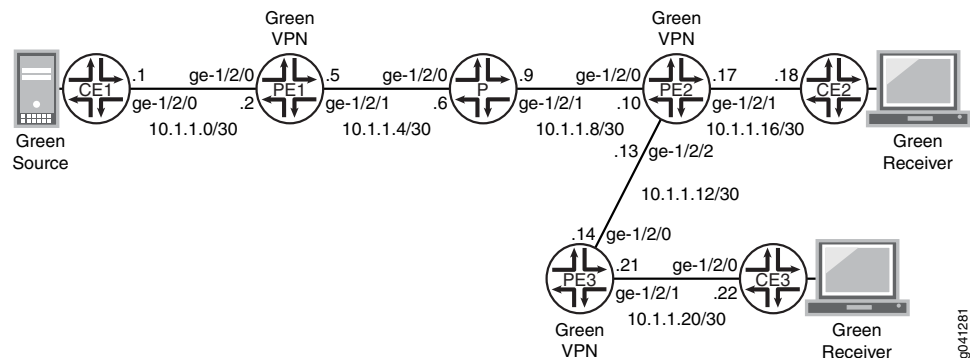 Green
VPN
Green
VPN
.1
ge-1/2/0
.5
ge-1/2/0
.9
ge-1/2/0
.17
.18
CE1
PE1
P
PE2
CE2
ge-1/2/0
.2
ge-1/2/1
.6
ge-1/2/1
.10
ge-1/2/1
10.1.1.0/30
10.1.1.4/30
10.1.1.8/30
10.1.1.16/30
Green
Source
Green
Receiver
.13
ge-1/2/2
10.1.1.12/30
.14
ge-1/2/0
.21
ge-1/2/0
PE3
CE3
ge-1/2/1
.22
10.1.1.20/30
Green
VPN
Green
Receiver
g041281